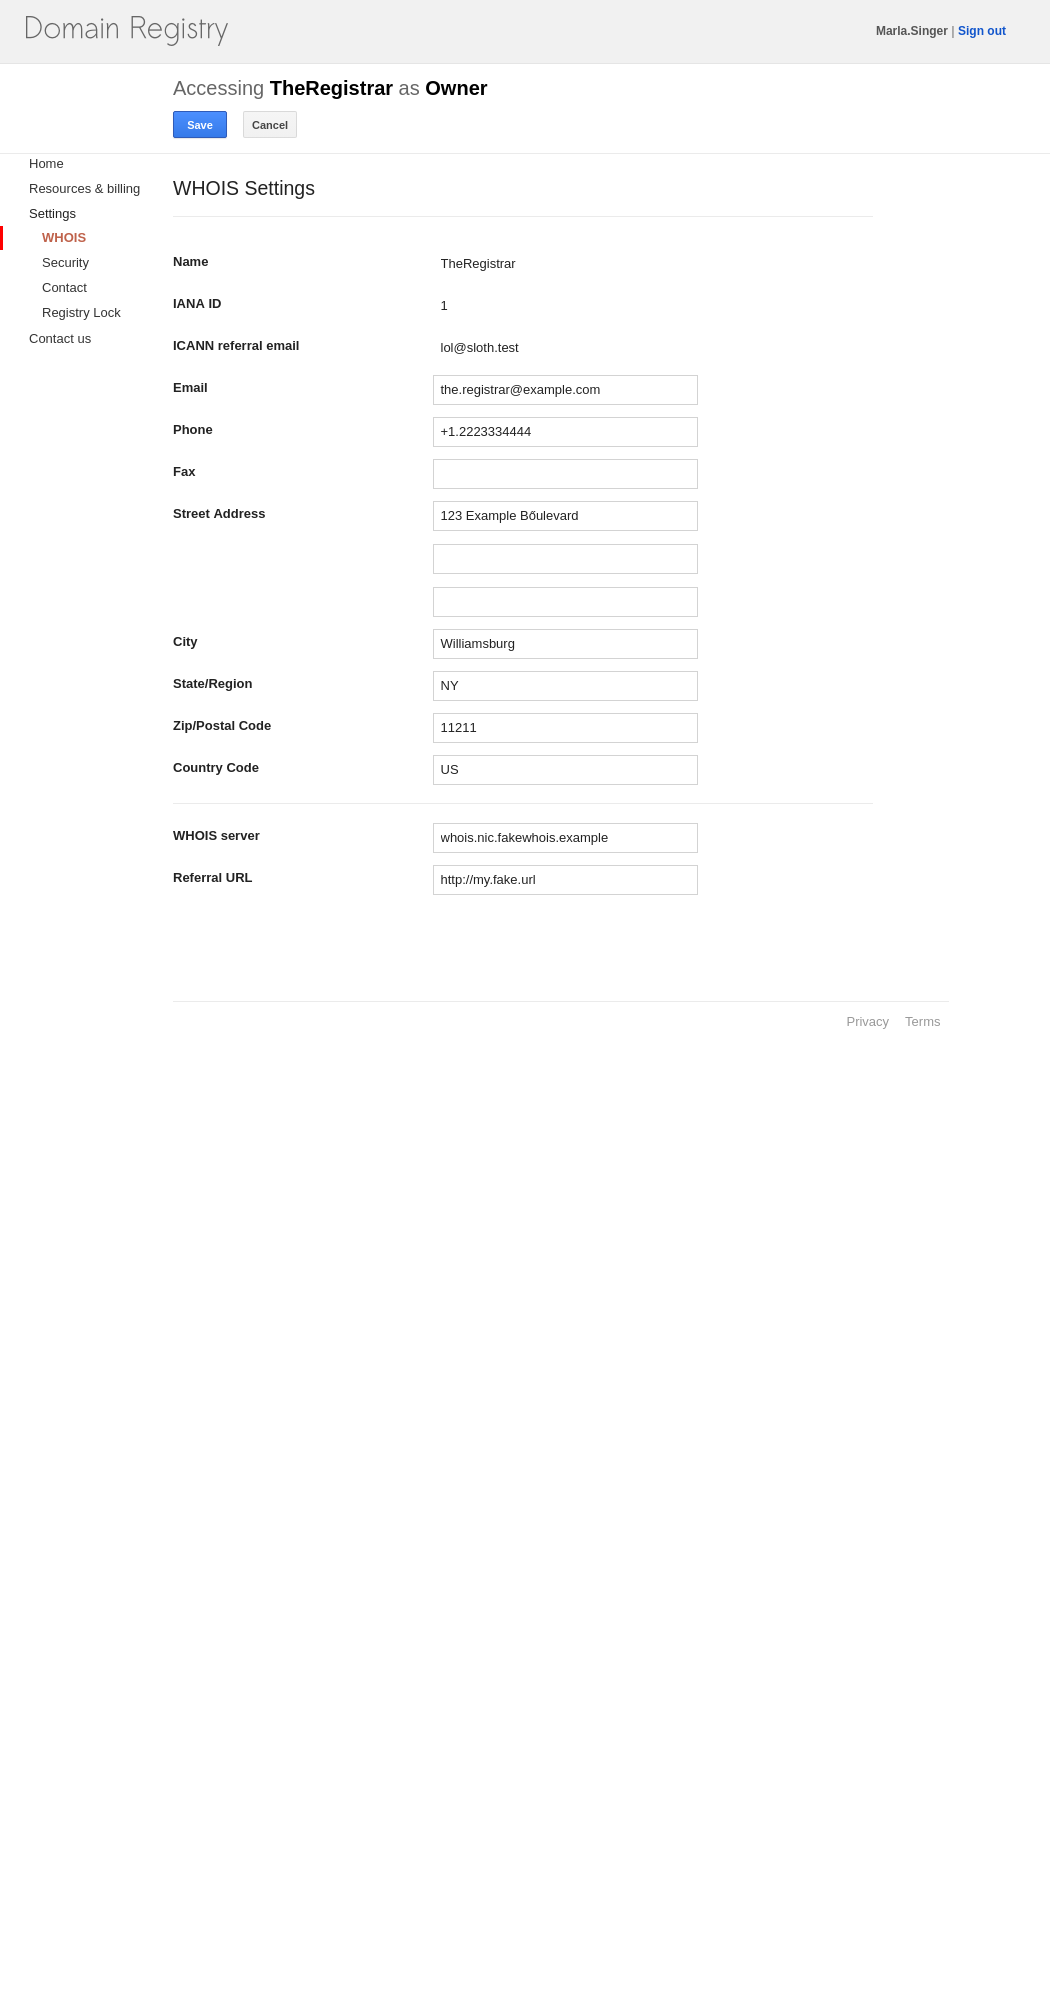 Domain Registry
Marla.Singer | Sign out
Accessing TheRegistrar as Owner
Save Cancel
Home
Resources & billing
Settings
WHOIS
Security
Contact
Registry Lock
Contact us
WHOIS Settings
Name TheRegistrar
IANA ID 1
ICANN referral email lol@sloth.test
Email the.registrar@example.com
Phone +1.2223334444
Fax
Street Address 123 Example Bőulevard
City Williamsburg
State/Region NY
Zip/Postal Code 11211
Country Code US
WHOIS server whois.nic.fakewhois.example
Referral URL http://my.fake.url
Privacy Terms